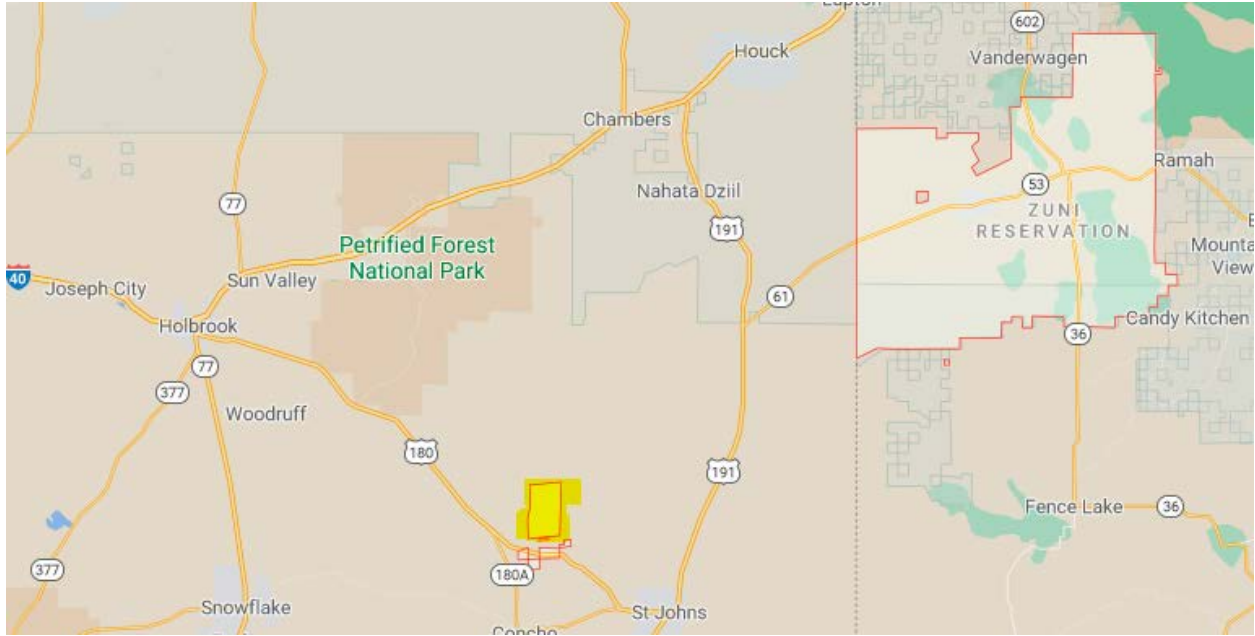 602
Houck
Vanderwagen
Chambers
Ramah
53
Nahata Dziil
77
ZUNI
RESERVATION
191
Petrified Forest
National Park
Mounta
View
40
Sun Valley
Joseph City
61
Holbrook
Candy Kitchen
36
77
377
Woodruff
180
191
Fence Lake
36
377
180A
Snowflake
St Johns
Concho